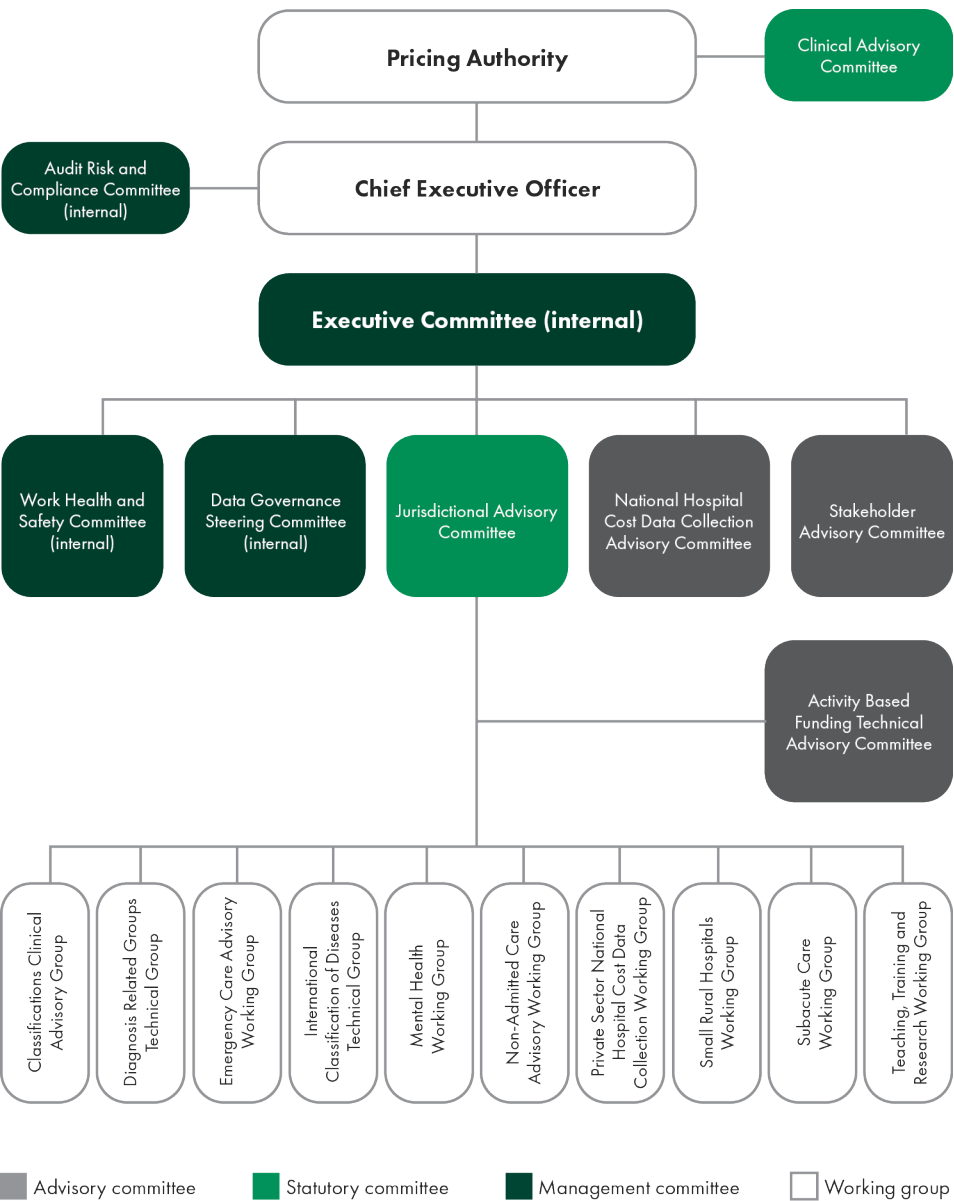 Pricing Authority
Clinical Advisory
Committee
Audit Risk and
Compliance Committee
(internal)
Chief Executive Officer
Executive Committee (internal)
Work Health and
Safety Committee
(internal)
Data Governance
Steering Committee
(internal)
Jurisdictional Advisory
Committee
National Hospital
Cost Data Collection
Advisory Committee
Stakeholder
Advisory Committee
Activity Based
Funding Technical
Advisory Committee
Classifications Clinical
Advisory Group
Diagnosis Related Groups
Technical Group
Emergency Care Advisory
Working Group
International
Classification of Diseases
Technical Group
Mental Health
Working Group
Non-Admitted Care
Advisory Working Group
Private Sector National
Hospital Cost Data
Collection Working Group
Small Rural Hospitals
Working Group
Subacute Care
Working Group
Teaching, Training and
Research Working Group
Advisory committee
Statutory committee
Management committee
Working group